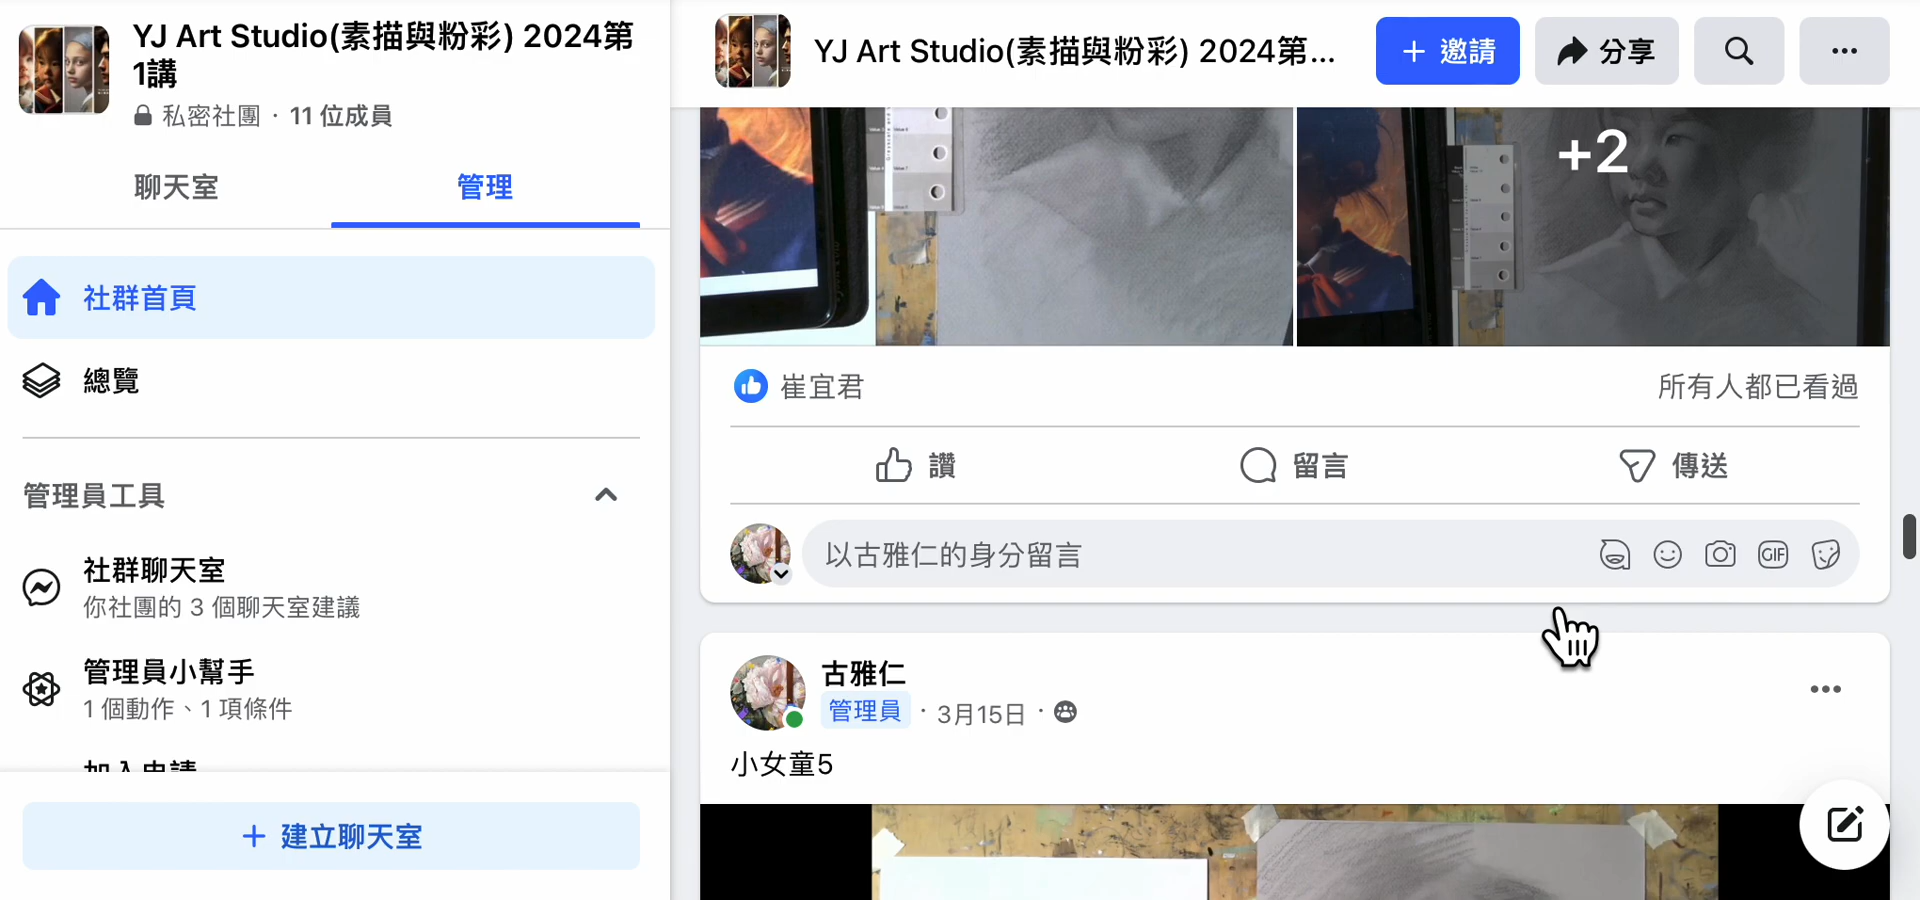 YJ Art Studio(素描與粉彩) 2024第
1講
私密社團 · 11 位成員
聊天室
管理
社群首頁
總覽
管理員工具
社群聊天室
你社團的 3 個聊天室建議
管理員小幫手
1 個動作、1 項條件
加入申請
+ 建立聊天室
YJ Art Studio(素描與粉彩) 2024第...
+ 邀請
分享
+2
崔宜君
所有人都已看過
讚
留言
傳送
以古雅仁的身分留言
GIF
古雅仁
管理員 · 3月15日 ·
小女童5